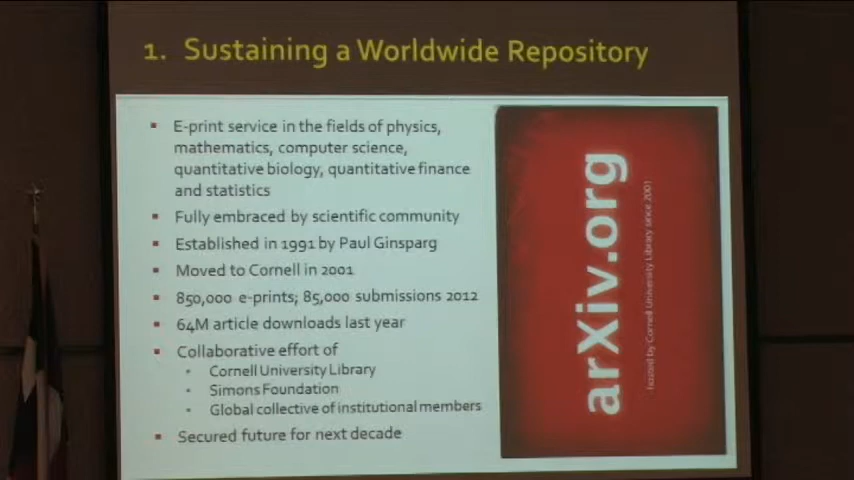 1. Sustaining a Worldwide Repository
E-print service in the fields of physics,
mathematics, computer science,
quantitative biology, quantitative finance
and statistics
Fully embraced by scientific community
Established in 1991 by Paul Ginsparg
Moved to Cornell in 2001
850,000 e-prints; 85,000 submissions 2012
64M article downloads last year
Collaborative effort of
Cornell University Library
Simons Foundation
Global collective of institutional members
Secured future for next decade
arXiv.org
hosted by Cornell University Library since 2001